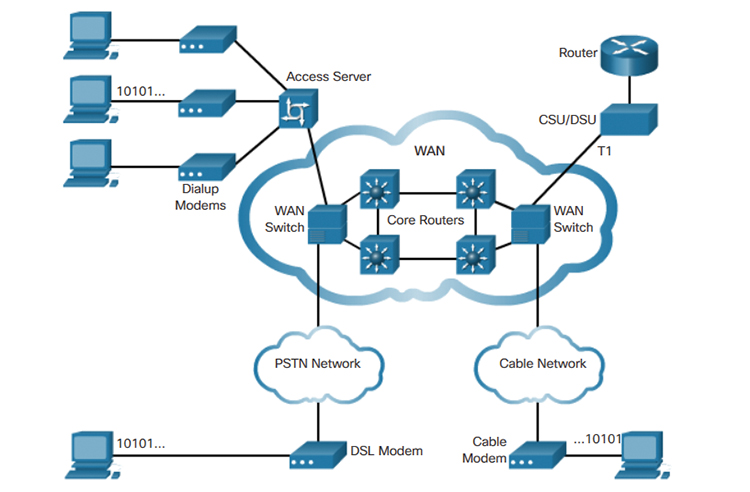 Router
Access Server
10101...
CSU/DSU
T1
WAN
Dialup
Modems
WAN
Switch
Core Routers
WAN
Switch
PSTN Network
Cable Network
10101...
DSL Modem
Cable
Modem
...10101